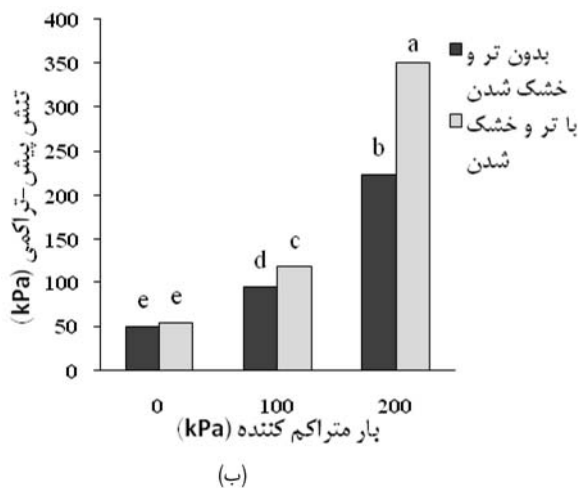 400
350
300
250
200
150
100
50
0
تنش پیش-تراکمی (kPa)
a
b
c
d
e e
بدون تر و
خشک شدن
با تر و خشک
شدن
0 100 200
بار متراکم کننده (kPa)
(ب)